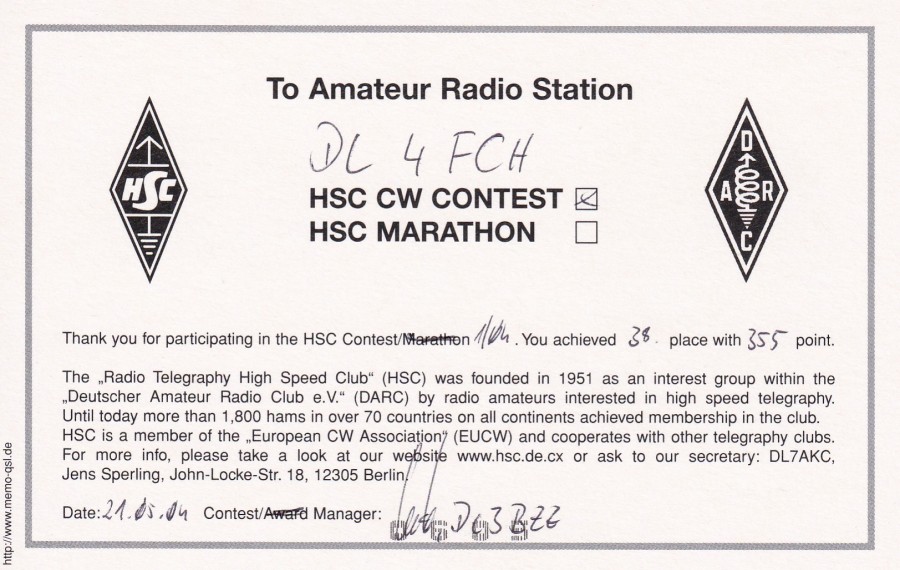 To Amateur Radio Station
DL 4 FCH
HSC CW CONTEST
HSC MARATHON
HSC
D
A R
C
Thank you for participating in the HSC Contest/Marathon 1/04. You achieved 38. place with 355 point.
The „Radio Telegraphy High Speed Club“ (HSC) was founded in 1951 as an interest group within the
„Deutscher Amateur Radio Club e.V.“ (DARC) by radio amateurs interested in high speed telegraphy.
Until today more than 1,800 hams in over 70 countries on all continents achieved membership in the club.
HSC is a member of the „European CW Association“ (EUCW) and cooperates with other telegraphy clubs.
For more info, please take a look at our website www.hsc.de.cx or ask to our secretary: DL7AKC,
Jens Sperling, John-Locke-Str. 18, 12305 Berlin.
Date: 21.05.04 Contest/Award Manager: DL3BZZ
http://www.memo-qsl.de